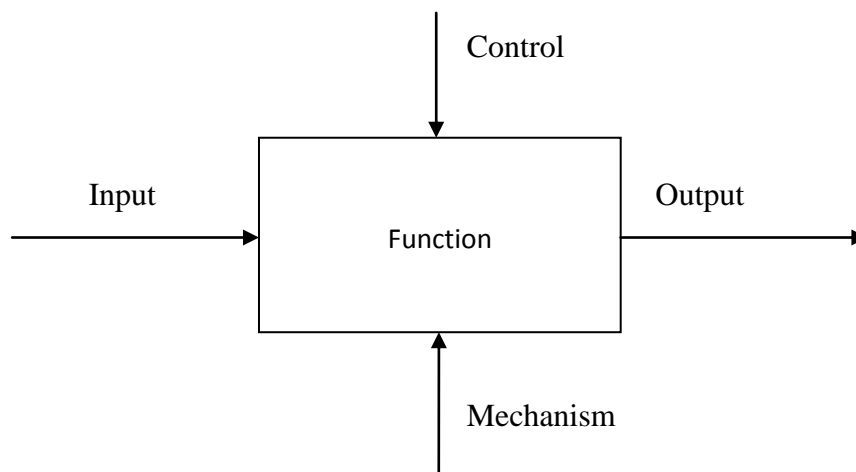 Control
Input
Output
Function
Mechanism